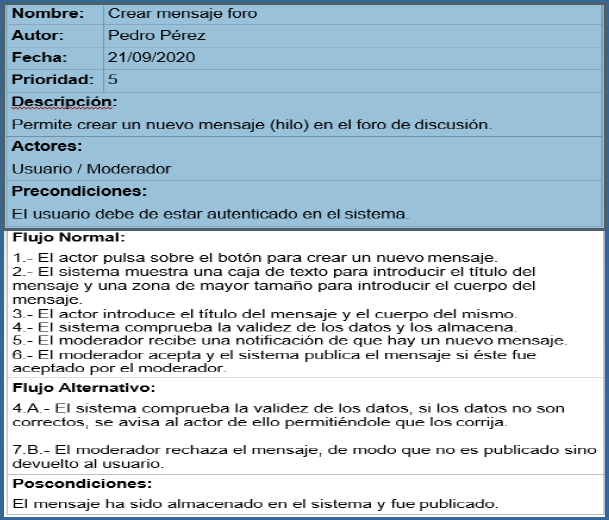 Nombre: Crear mensaje foro
Autor: Pedro Pérez
Fecha: 21/09/2020
Prioridad: 5
Descripción:
Permite crear un nuevo mensaje (hilo) en el foro de discusión.
Actores:
Usuario / Moderador
Precondiciones:
El usuario debe de estar autenticado en el sistema.
Flujo Normal:
1.- El actor pulsa sobre el botón para crear un nuevo mensaje.
2.- El sistema muestra una caja de texto para introducir el título del
mensaje y una zona de mayor tamaño para introducir el cuerpo del
mensaje.
3.- El actor introduce el título del mensaje y el cuerpo del mismo.
4.- El sistema comprueba la validez de los datos y los almacena.
5.- El moderador recibe una notificación de que hay un nuevo mensaje.
6.- El moderador acepta y el sistema publica el mensaje si éste fue
aceptado por el moderador.
Flujo Alternativo:
4.A.- El sistema comprueba la validez de los datos, si los datos no son
correctos, se avisa al actor de ello permitiéndole que los corrija.
7.B.- El moderador rechaza el mensaje, de modo que no es publicado sino
devuelto al usuario.
Poscondiciones:
El mensaje ha sido almacenado en el sistema y fue publicado.